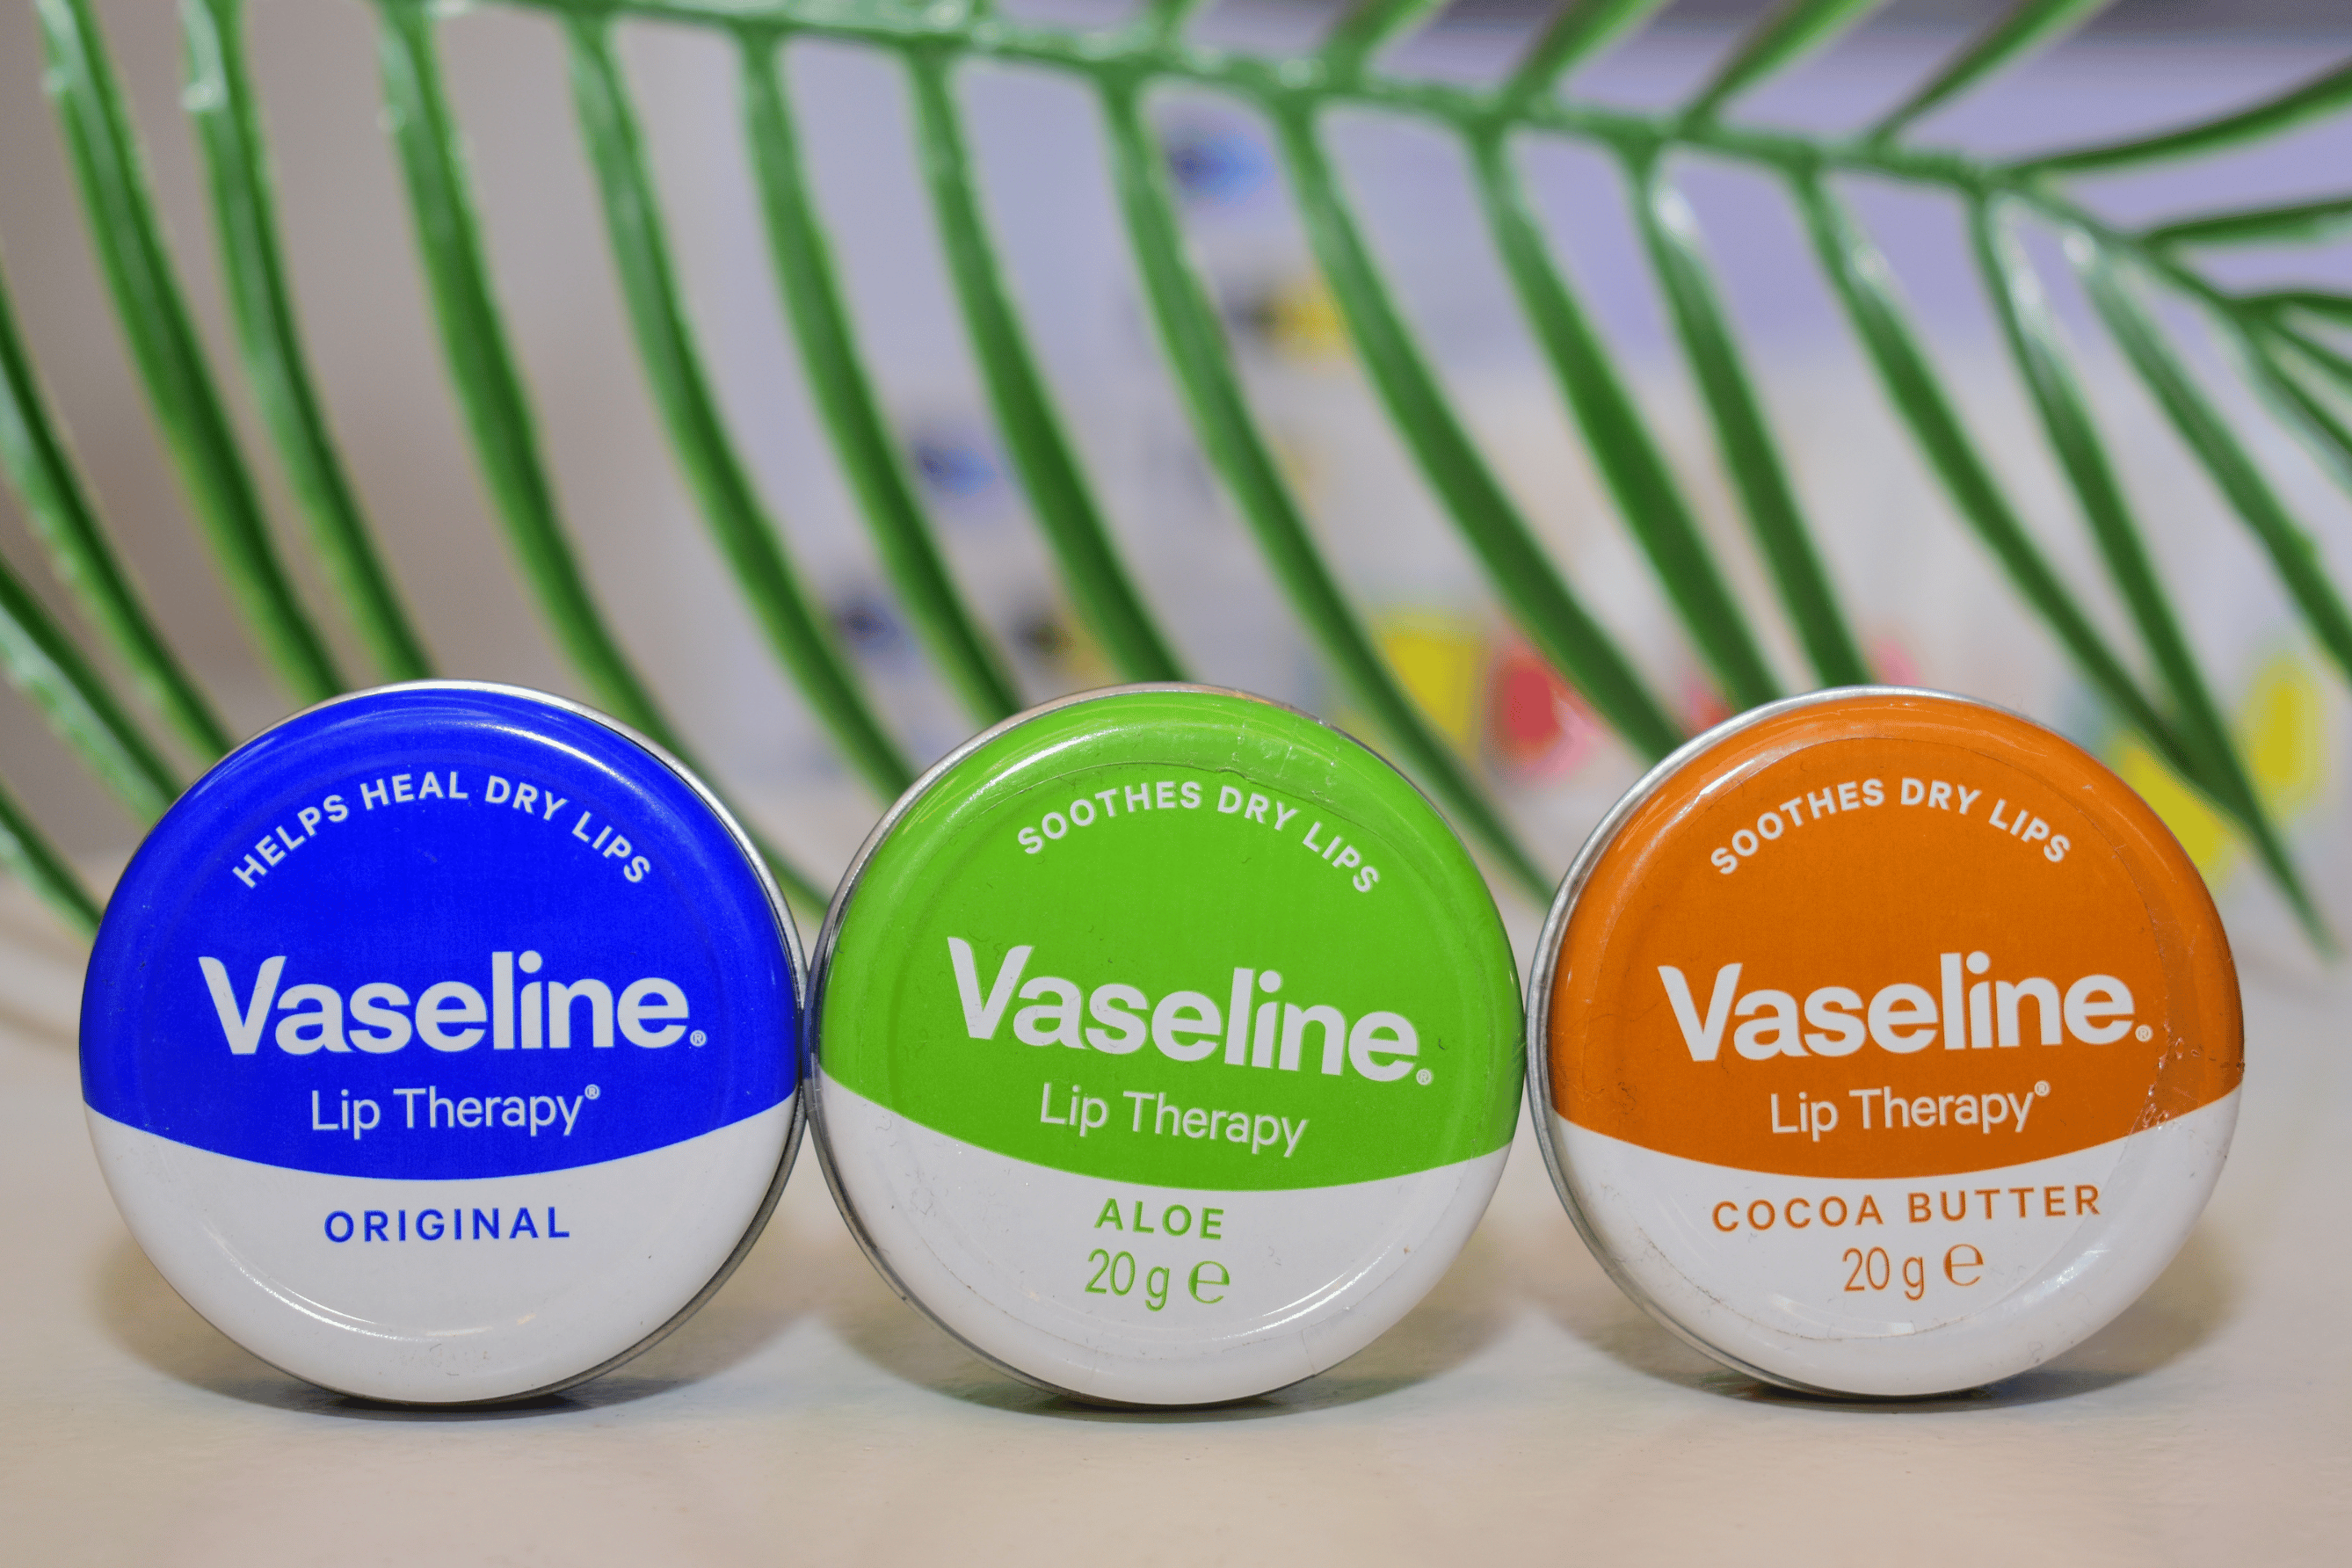 HELPS HEAL DRY LIPS
Vaseline®
Lip Therapy®
ORIGINAL
SOOTHES DRY LIPS
Vaseline®
Lip Therapy
ALOE
20 g ℮
SOOTHES DRY LIPS
Vaseline®
Lip Therapy®
COCOA BUTTER
20 g ℮